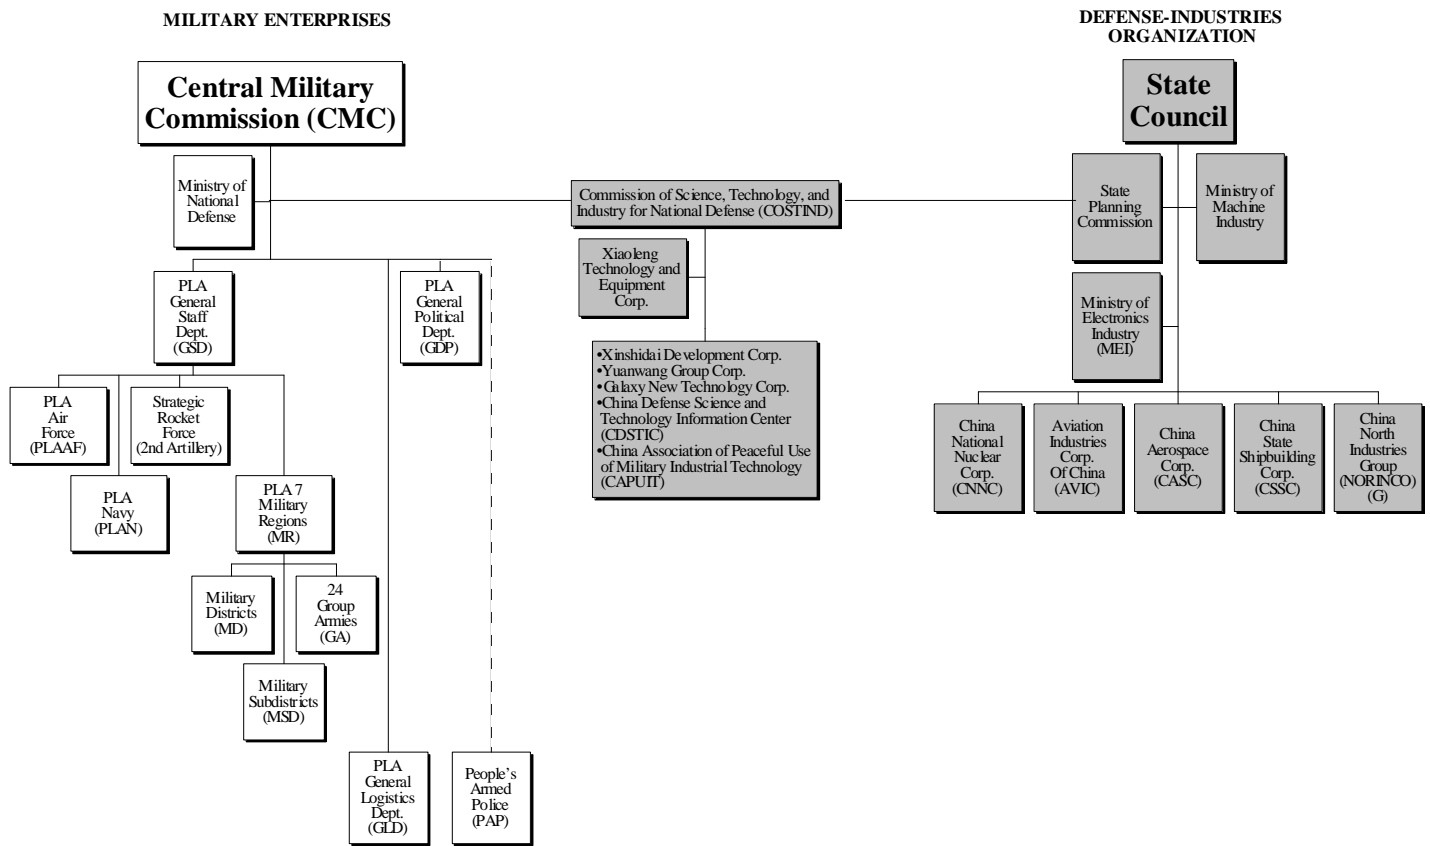 MILITARY ENTERPRISES
DEFENSE-INDUSTRIES
ORGANIZATION
Central Military
Commission (CMC)
State
Council
Ministry of
National
Defense
Commission of Science, Technology, and
Industry for National Defense (COSTIND)
State
Planning
Commission
Ministry of
Machine
Industry
Xiaoleng
Technology and
Equipment
Corp.
PLA
General
Staff
Dept.
(GSD)
PLA
General
Political
Dept.
(GDP)
Ministry of
Electronics
Industry
(MEI)
•Xinshidai Development Corp.
•Yuanwang Group Corp.
•Galaxy New Technology Corp.
•China Defense Science and
Technology Information Center
(CDSTIC)
•China Association of Peaceful Use
of Military Industrial Technology
(CAPUIT)
PLA
Air
Force
(PLAAF)
Strategic
Rocket
Force
(2nd Artillery)
China
National
Nuclear
Corp.
(CNNC)
Aviation
Industries
Corp.
Of China
(AVIC)
China
Aerospace
Corp.
(CASC)
China
State
Shipbuilding
Corp.
(CSSC)
China
North
Industries
Group
(NORINCO)
(G)
PLA
Navy
(PLAN)
PLA 7
Military
Regions
(MR)
Military
Districts
(MD)
24
Group
Armies
(GA)
Military
Subdistricts
(MSD)
PLA
General
Logistics
Dept.
(GLD)
People's
Armed
Police
(PAP)